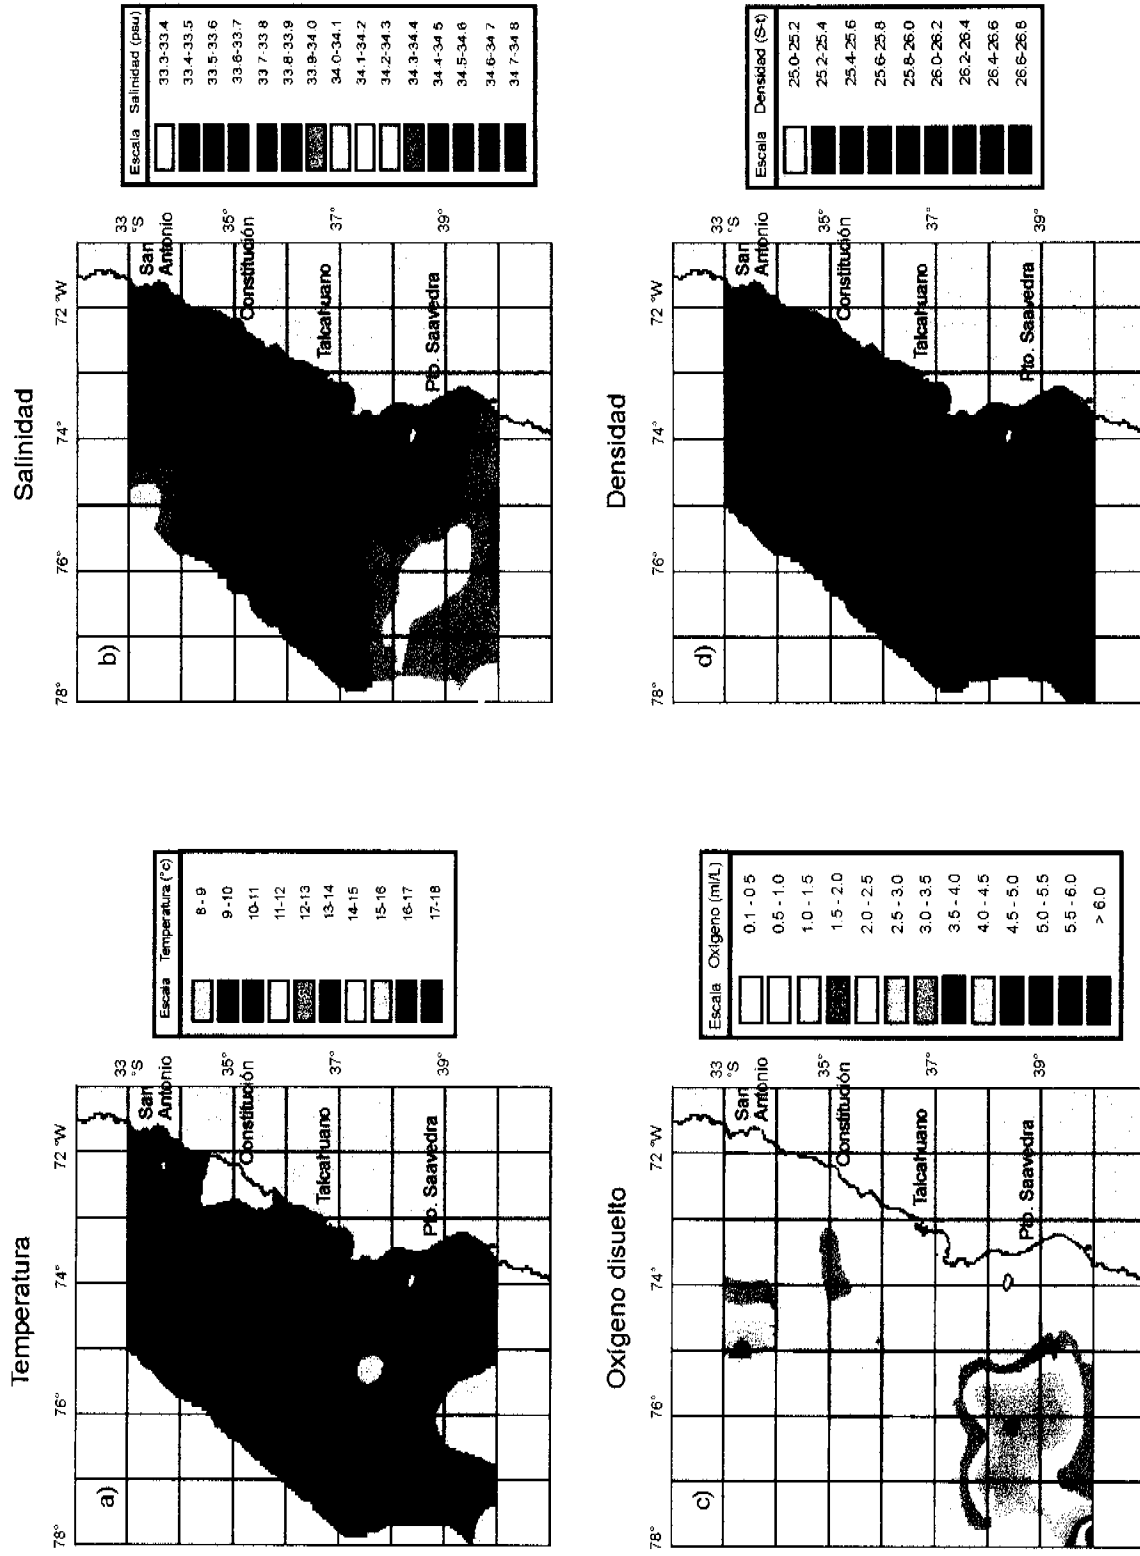 Temperatura
a)
78°
76°
74°
72 °W
33
°S
35°
37°
39°
San
Antonio
Constitución
Talcahuano
Pto. Saavedra
Escala Temperatura (°c)
8 - 9
9 -10
10-11
11-12
12-13
13-14
14-15
15-16
16-17
17-18
Salinidad
b)
78°
76°
74°
72 °W
33
°S
35°
37°
39°
San
Antonio
Constitución
Talcahuano
Pto. Saavedra
Escala Salinidad (psu)
33.3-33.4
33.4-33.5
33.5-33.6
33.6-33.7
33.7-33.8
33.8-33.9
33.9-34.0
34.0-34.1
34.1-34.2
34.2-34.3
34.3-34.4
34.4-34.5
34.5-34.6
34.6-34.7
34.7-34.8
Oxígeno disuelto
c)
78°
76°
74°
72 °W
33
°S
35°
37°
39°
San
Antonio
Constitución
Talcahuano
Pto. Saavedra
Escala Oxígeno (ml/L)
0.1 - 0.5
0.5 - 1.0
1.0 - 1.5
1.5 - 2.0
2.0 - 2.5
2.5 - 3.0
3.0 - 3.5
3.5 - 4.0
4.0 - 4.5
4.5 - 5.0
5.0 - 5.5
5.5 - 6.0
> 6.0
Densidad
d)
78°
76°
74°
72 °W
33
°S
35°
37°
39°
San
Antonio
Constitución
Talcahuano
Pto. Saavedra
Escala Densidad (S-t)
25.0-25.2
25.2-25.4
25.4-25.6
25.6-25.8
25.8-26.0
26.0-26.2
26.2-26.4
26.4-26.6
26.6-26.8